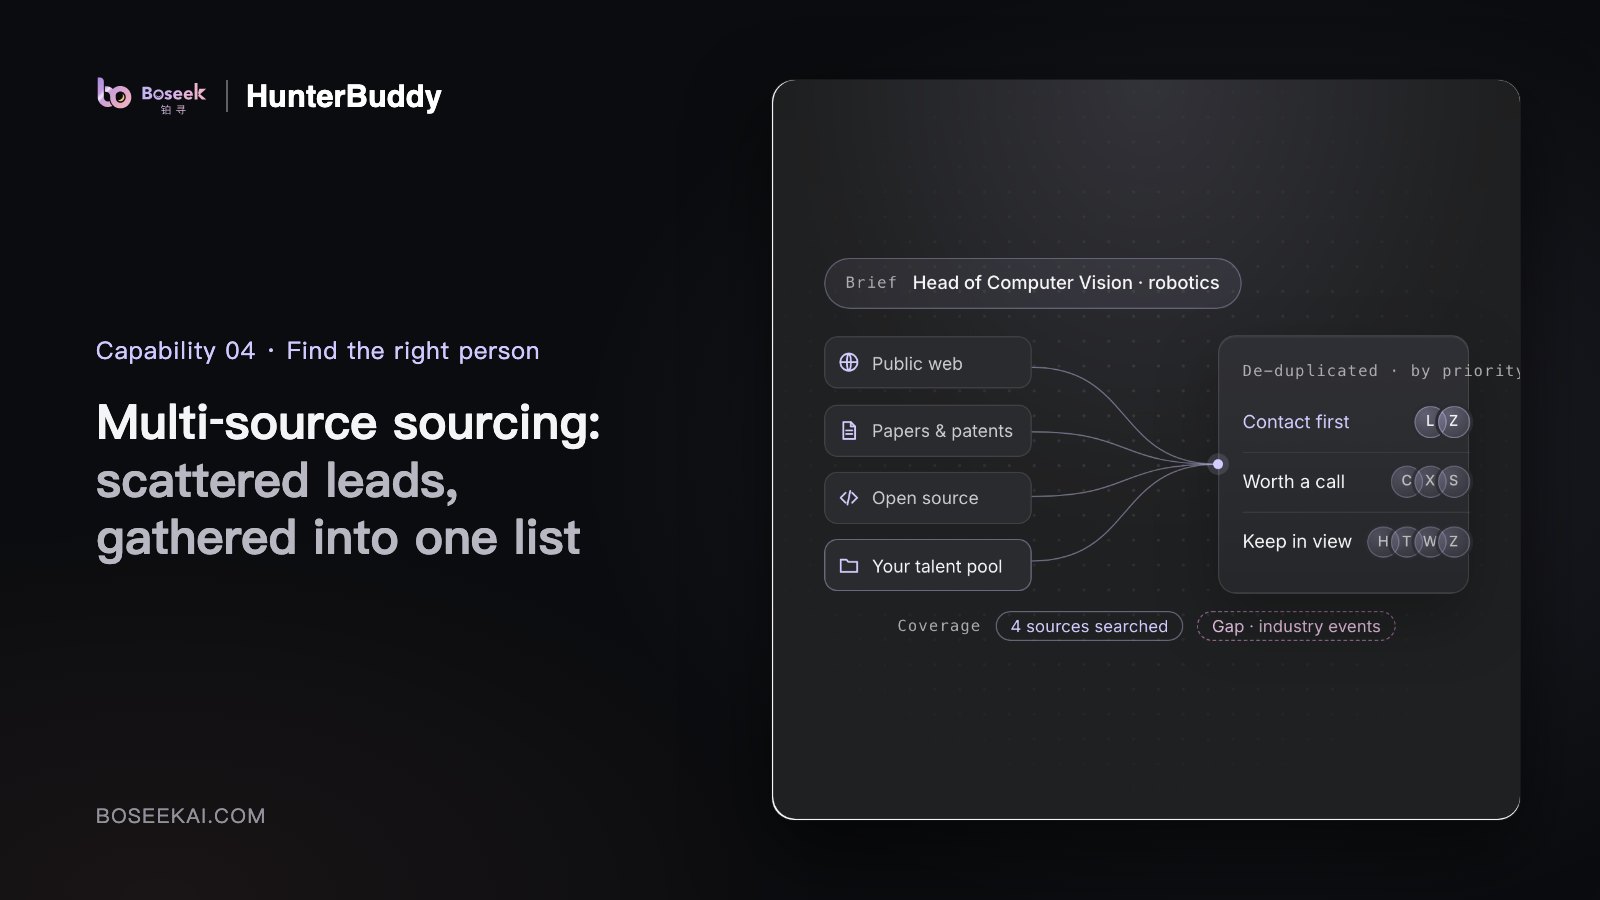 Boseek
铂寻
HunterBuddy
Capability 04 · Find the right person
Multi-source sourcing:
scattered leads,
gathered into one list
BOSEEKAI.COM
Brief Head of Computer Vision · robotics
Public web
Papers & patents
Open source
Your talent pool
De-duplicated · by priority
Contact first L Z
Worth a call C X S
Keep in view H T W Z
Coverage 4 sources searched Gap · industry events